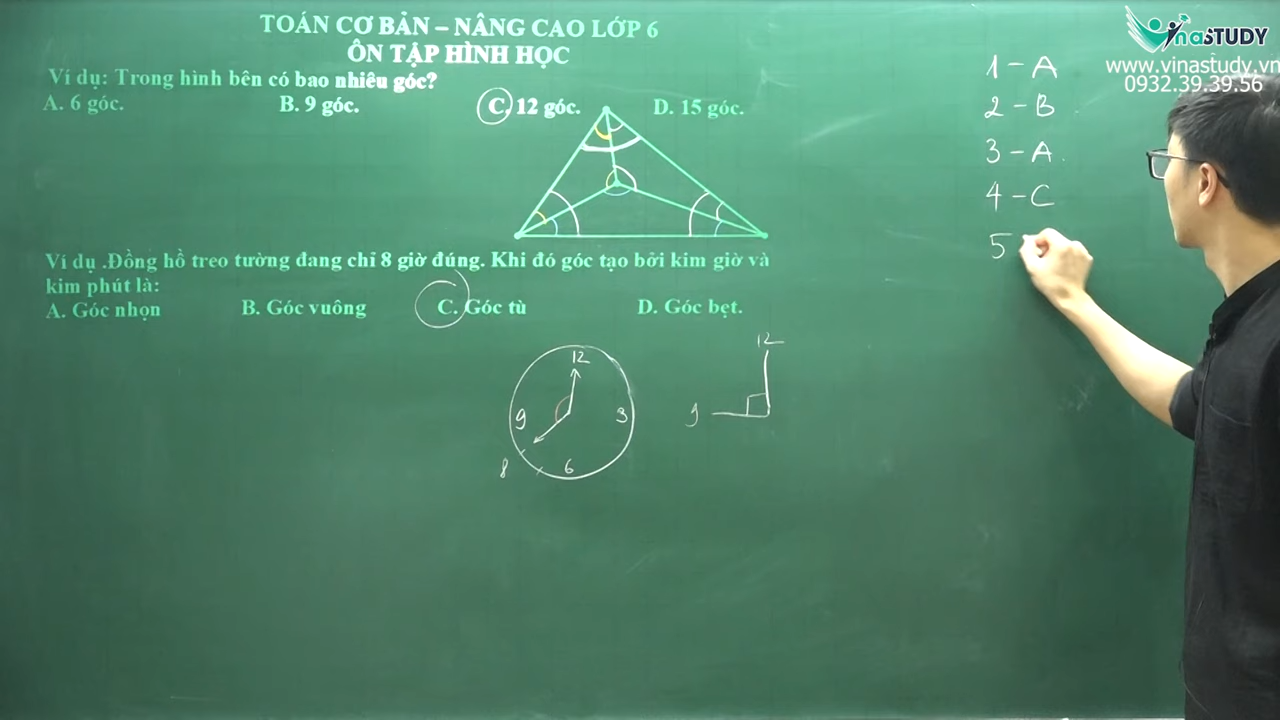 TOÁN CƠ BẢN – NÂNG CAO LỚP 6
ÔN TẬP HÌNH HỌC
Ví dụ: Trong hình bên có bao nhiêu góc?
A. 6 góc. B. 9 góc. C. 12 góc. D. 15 góc.
Ví dụ .Đồng hồ treo tường đang chỉ 8 giờ đúng. Khi đó góc tạo bởi kim giờ và
kim phút là:
A. Góc nhọn B. Góc vuông C. Góc tù D. Góc bẹt.
12
9 3
8 6
12
9
VinaSTUDY
www.vinastudy.vn
0932.39.39.56
1 - A
2 - B
3 - A.
4 - C
5